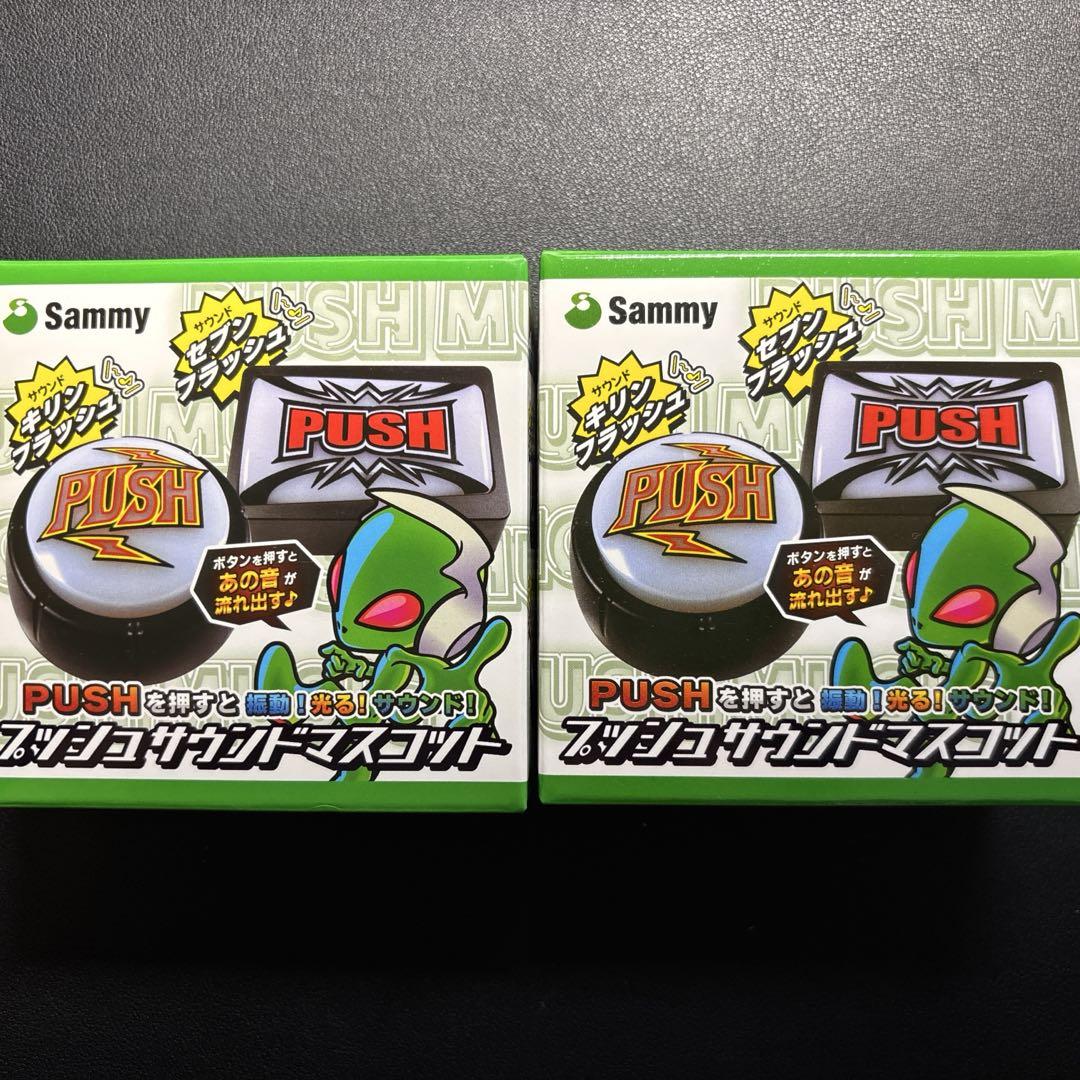 Sammy
サウンド
セブン
フラッシュ
サウンド
キリン
フラッシュ
PUSH
PUSH
ボタンを押すと
あの音が
流れ出す♪
PUSHを押すと 振動!光る!サウンド!
プッシュサウンドマスコット
Sammy
サウンド
セブン
フラッシュ
サウンド
キリン
フラッシュ
PUSH
PUSH
ボタンを押すと
あの音が
流れ出す♪
PUSHを押すと 振動!光る!サウンド!
プッシュサウンドマスコット